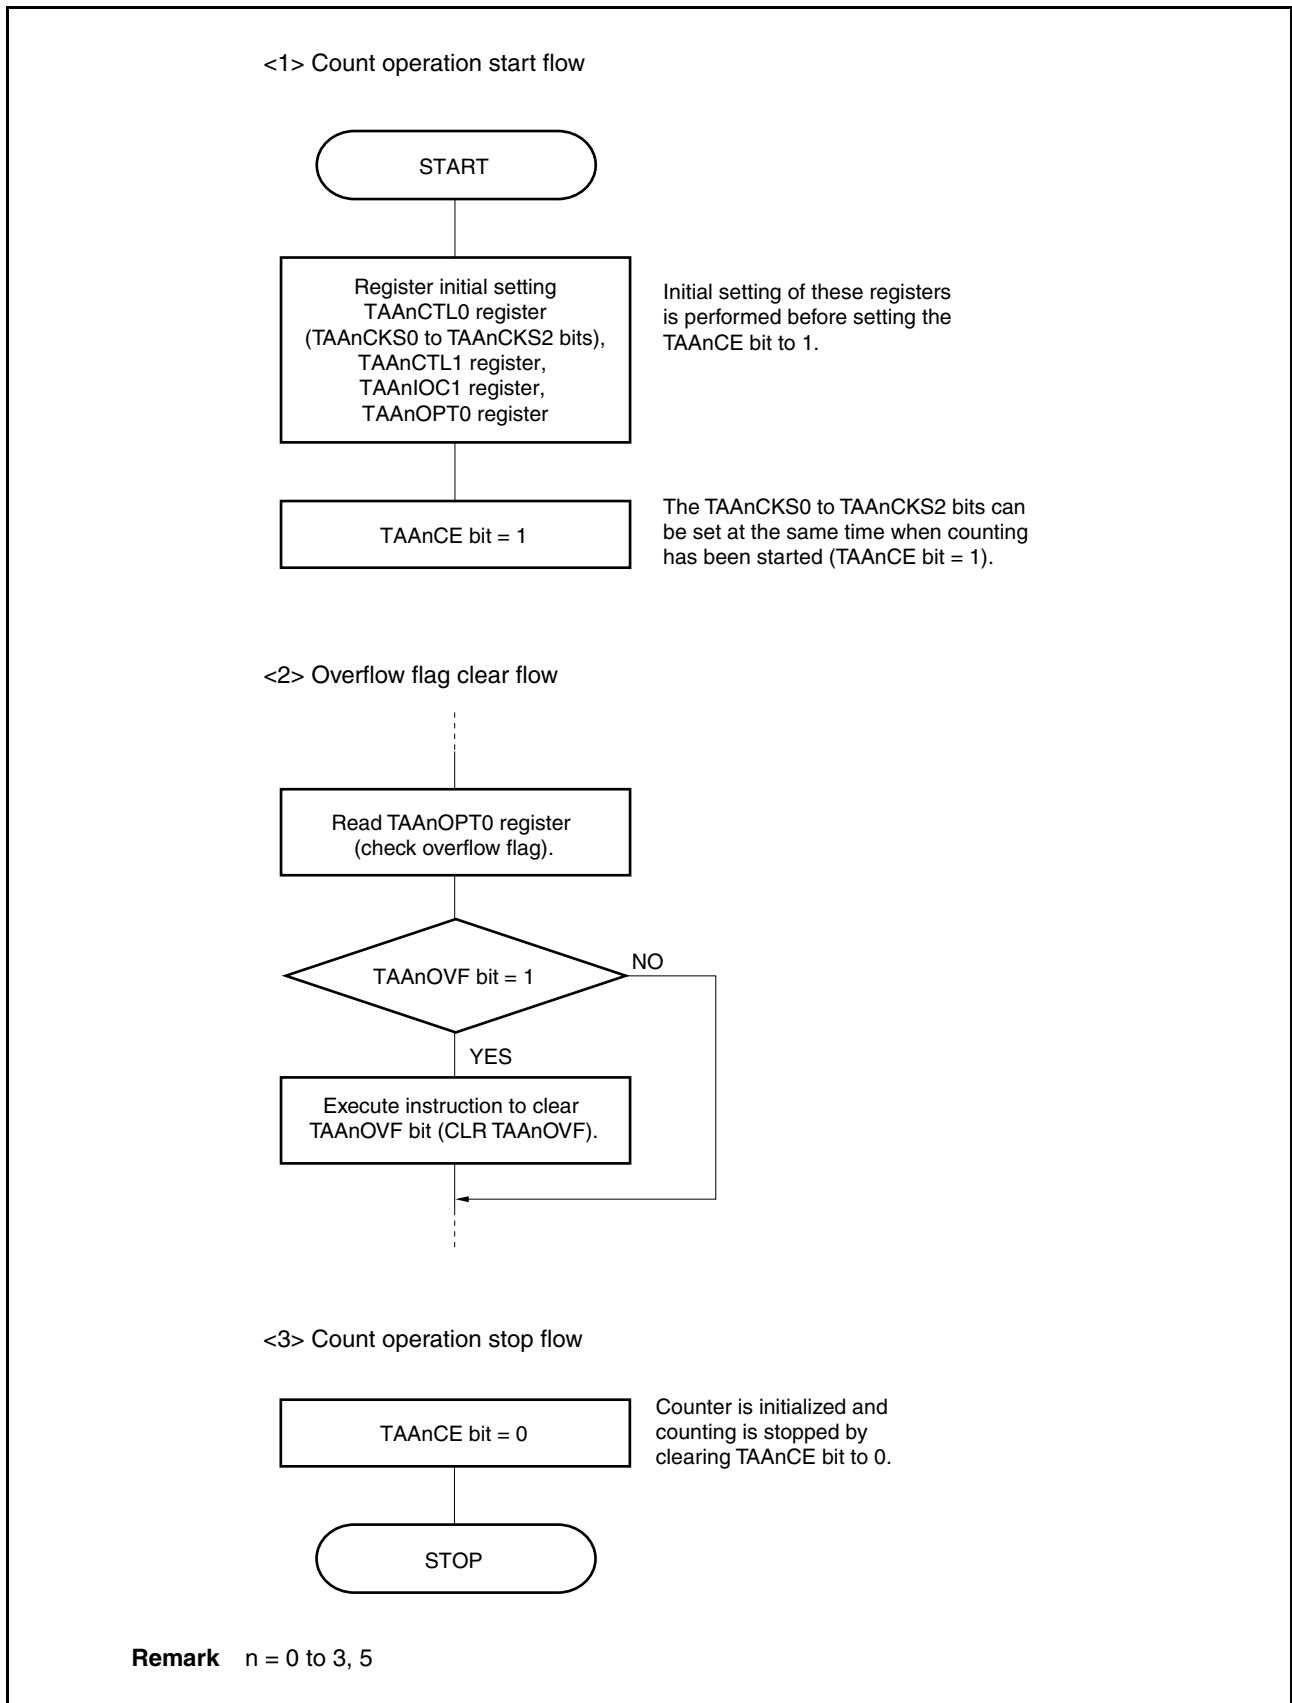 <1> Count operation start flow
START
Register initial setting
TAAnCTL0 register
(TAAnCKS0 to TAAnCKS2 bits),
TAAnCTL1 register,
TAAnIOC1 register,
TAAnOPT0 register
Initial setting of these registers
is performed before setting the
TAAnCE bit to 1.
TAAnCE bit = 1
The TAAnCKS0 to TAAnCKS2 bits can
be set at the same time when counting
has been started (TAAnCE bit = 1).
<2> Overflow flag clear flow
Read TAAnOPT0 register
(check overflow flag).
TAAnOVF bit = 1
NO
YES
Execute instruction to clear
TAAnOVF bit (CLR TAAnOVF).
<3> Count operation stop flow
TAAnCE bit = 0
Counter is initialized and
counting is stopped by
clearing TAAnCE bit to 0.
STOP
Remark n = 0 to 3, 5